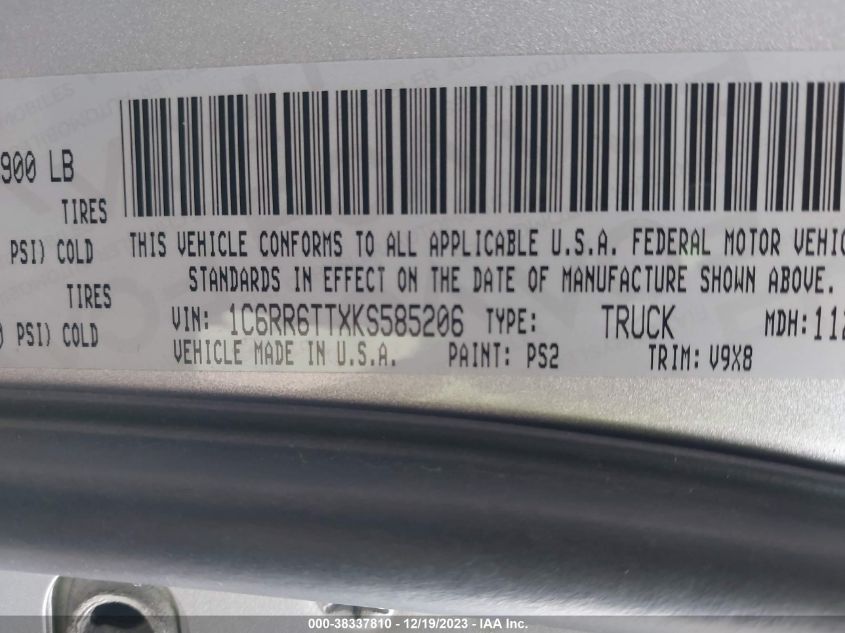 900 LB
TIRES
PSI) COLD
TIRES
) PSI) COLD
THIS VEHICLE CONFORMS TO ALL APPLICABLE U.S.A. FEDERAL MOTOR VEHIC
STANDARDS IN EFFECT ON THE DATE OF MANUFACTURE SHOWN ABOVE.
VIN: 1C6RR6TTXKS585206 TYPE: TRUCK MDH: 112
VEHICLE MADE IN U.S.A. PAINT: PS2 TRIM: V9X8
000-38337810 - 12/19/2023 - IAA Inc.